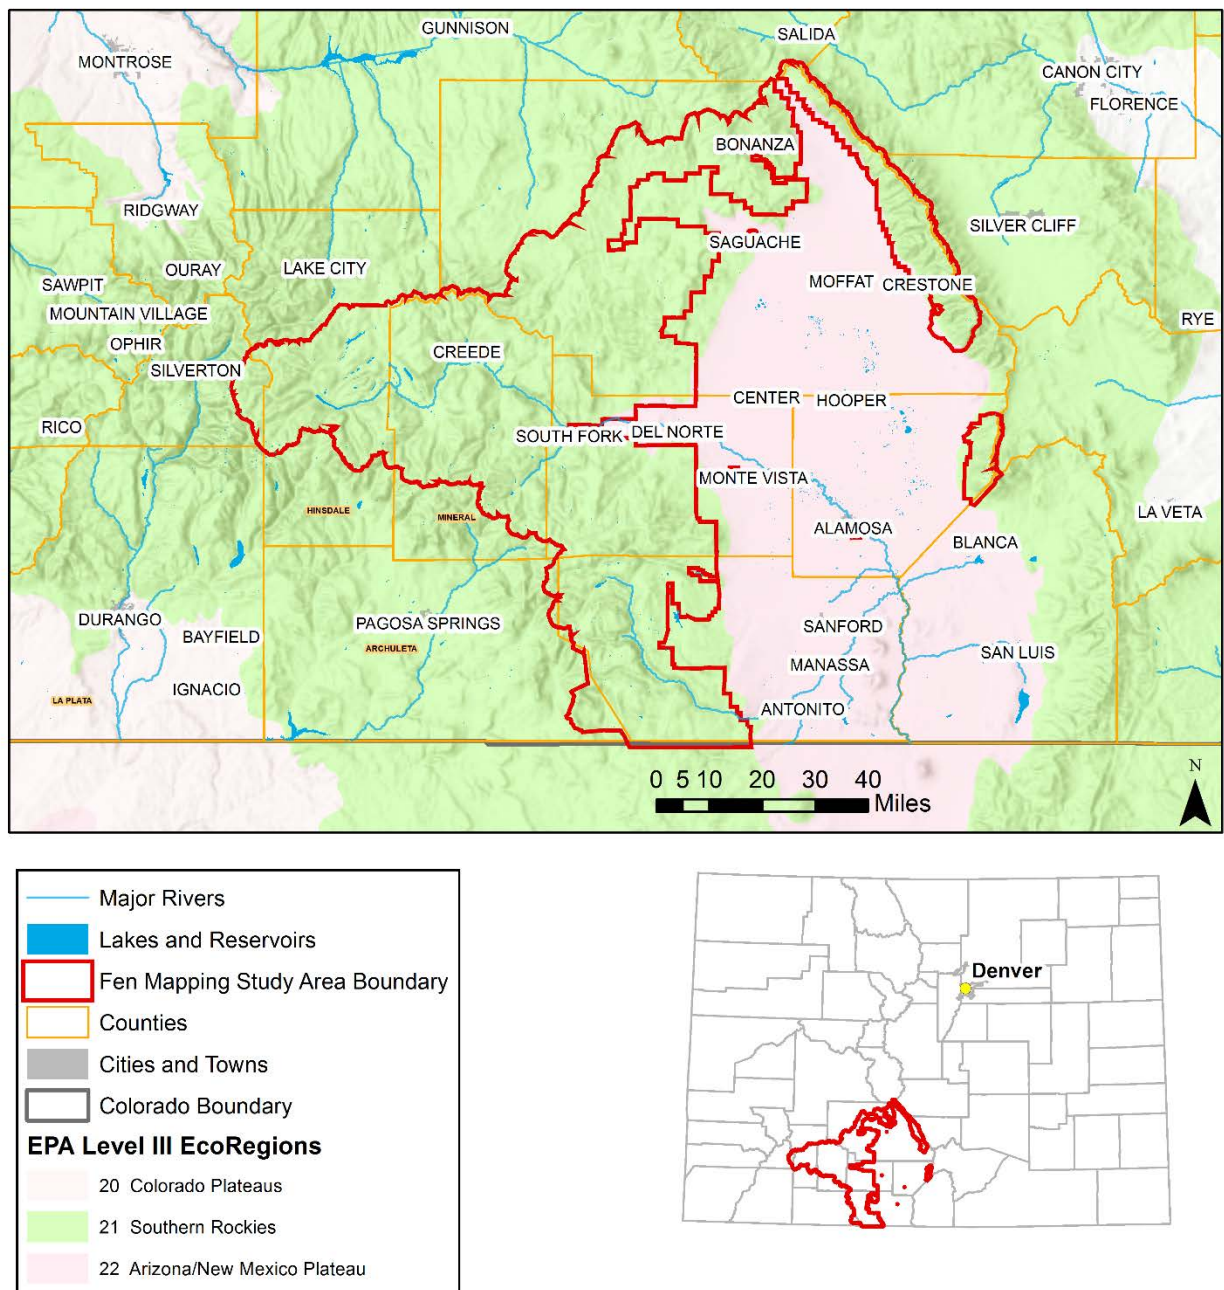 GUNNISON
SALIDA
MONTROSE
CANON CITY
FLORENCE
BONANZA
RIDGWAY
SILVER CLIFF
SAGUACHE
OURAY
LAKE CITY
SAWPIT
MOFFAT
CRESTONE
MOUNTAIN VILLAGE
RYE
OPHIR
CREEDE
SILVERTON
CENTER
HOOPER
RICO
SOUTH FORK
DEL NORTE
MONTE VISTA
HINSDALE
MINERAL
LA VETA
ALAMOSA
BLANCA
DURANGO
PAGOSA SPRINGS
SANFORD
BAYFIELD
ARCHULETA
SAN LUIS
MANASSA
IGNACIO
LA PLATA
ANTONITO
N
0 5 10 20 30 40
Miles
Major Rivers
Lakes and Reservoirs
Fen Mapping Study Area Boundary
Counties
Cities and Towns
Colorado Boundary
EPA Level III EcoRegions
20 Colorado Plateaus
21 Southern Rockies
22 Arizona/New Mexico Plateau
Denver